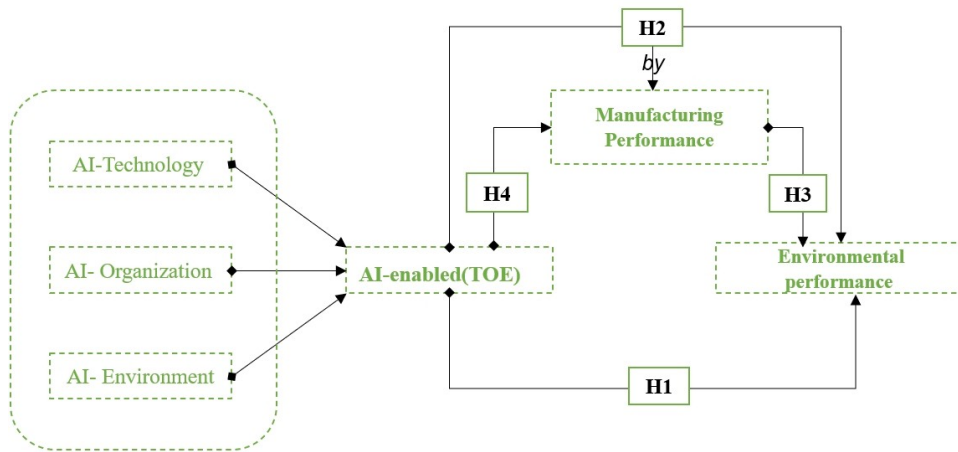 H2
by
Manufacturing
Performance
AI-Technology
H4
H3
AI- Organization
AI-enabled(TOE)
Environmental
performance
AI- Environment
H1